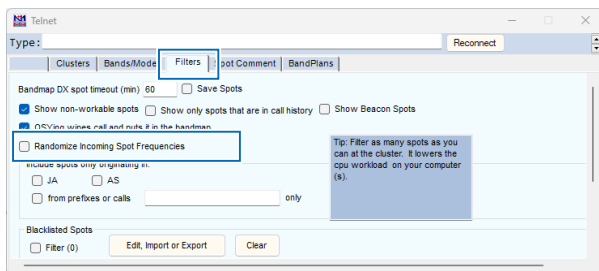 Telnet
Type:
Reconnect
Clusters Bands/Mode Filters pot Comment BandPlans
Bandmap DX spot timeout (min) 60 Save Spots
Show non-workable spots Show only spots that are in call history Show Beacon Spots
QSYing wipes call and puts it in the bandmap
Randomize Incoming Spot Frequencies
Tip: Filter as many spots as you
can at the cluster. It lowers the
cpu workload on your computer
(s).
Include spots only originating in:
JA AS
from prefixes or calls only
Blacklisted Spots
Filter (0) Edit, Import or Export Clear